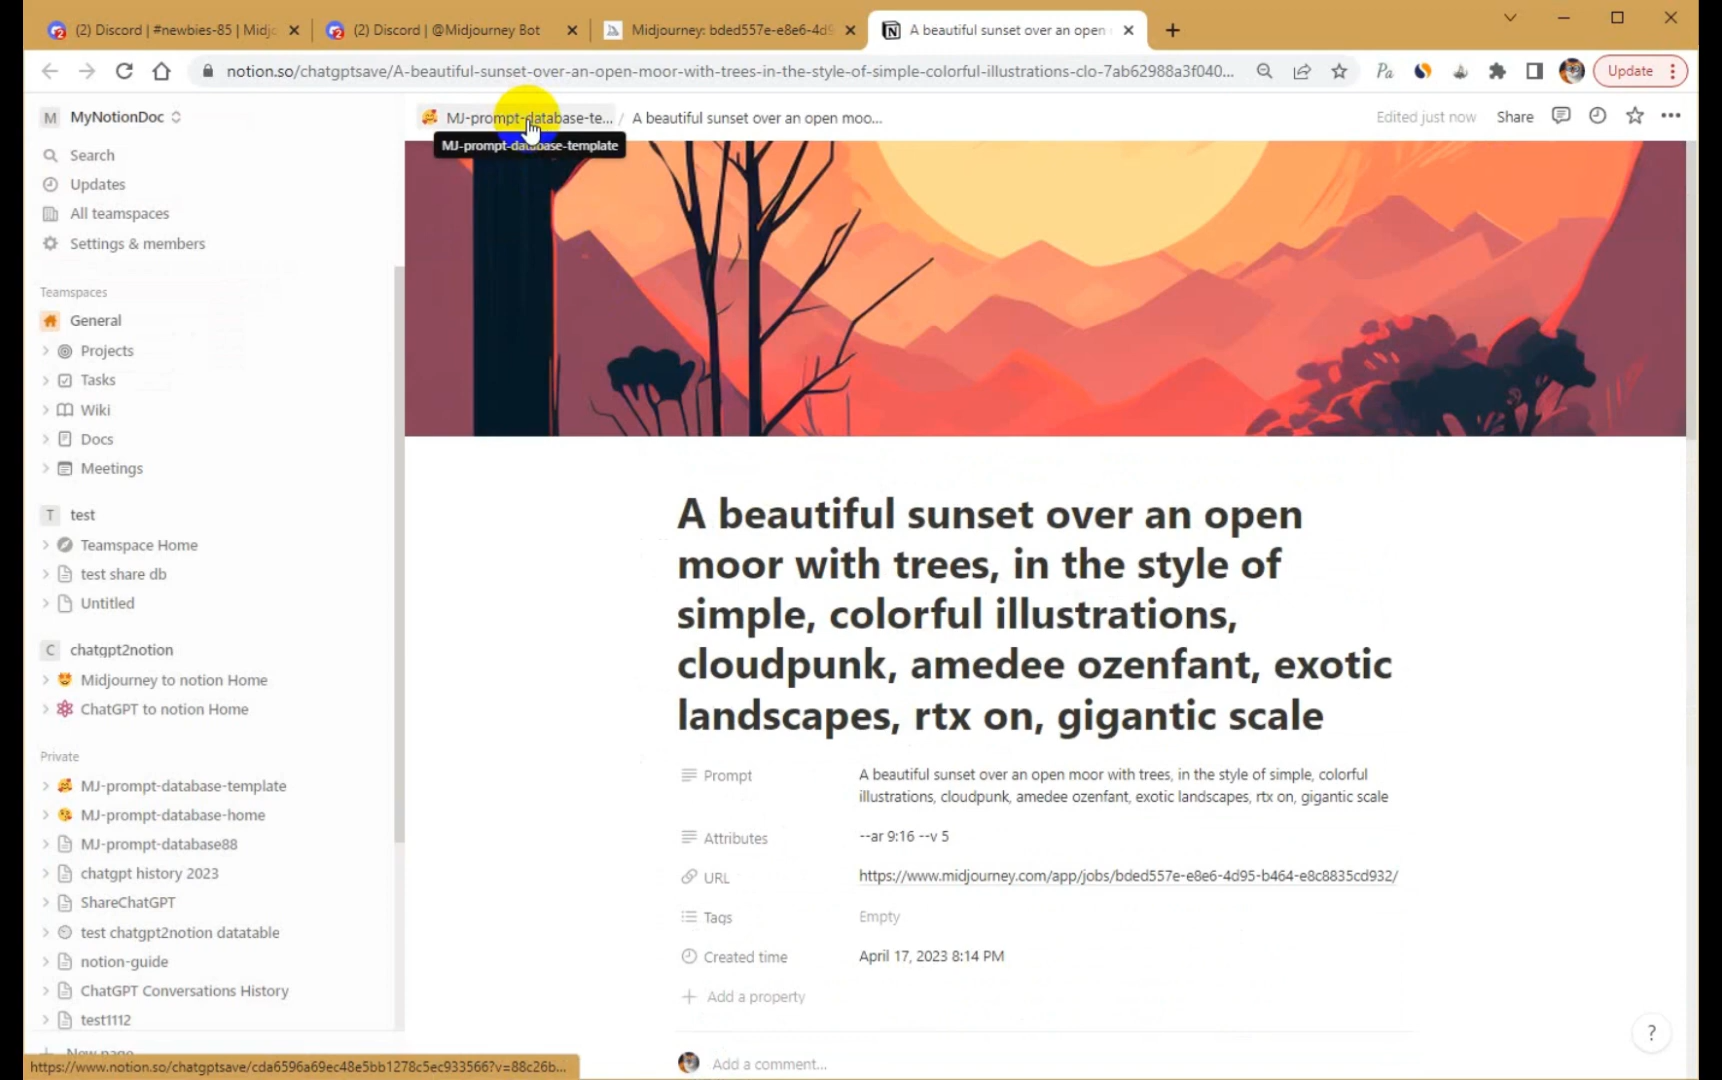 (2) Discord | #newbies-85 | Midjc
(2) Discord | @Midjourney Bot
Midjourney: bded557e-e8e6-4d9
A beautiful sunset over an open
notion.so/chatgptsave/A-beautiful-sunset-over-an-open-moor-with-trees-in-the-style-of-simple-colorful-illustrations-clo-7ab62988a3f040...
Update
M MyNotionDoc
Search
Updates
All teamspaces
Settings & members
Teamspaces
General
Projects
Tasks
Wiki
Docs
Meetings
T test
Teamspace Home
test share db
Untitled
C chatgpt2notion
Midjourney to notion Home
ChatGPT to notion Home
Private
MJ-prompt-database-template
MJ-prompt-database-home
MJ-prompt-database88
chatgpt history 2023
ShareChatGPT
test chatgpt2notion datatable
notion-guide
ChatGPT Conversations History
test1112
New page
https://www.notion.so/chatgptsave/cda6596a69ec48e5bb1278c5ec933566?v=88c26b...
MJ-prompt-database-te... / A beautiful sunset over an open moo...
Edited just now Share
MJ-prompt-database-template
A beautiful sunset over an open
moor with trees, in the style of
simple, colorful illustrations,
cloudpunk, amedee ozenfant, exotic
landscapes, rtx on, gigantic scale
Prompt A beautiful sunset over an open moor with trees, in the style of simple, colorful
illustrations, cloudpunk, amedee ozenfant, exotic landscapes, rtx on, gigantic scale
Attributes --ar 9:16 --v 5
URL https://www.midjourney.com/app/jobs/bded557e-e8e6-4d95-b464-e8c8835cd932/
Tags Empty
Created time April 17, 2023 8:14 PM
Add a property
Add a comment...
?